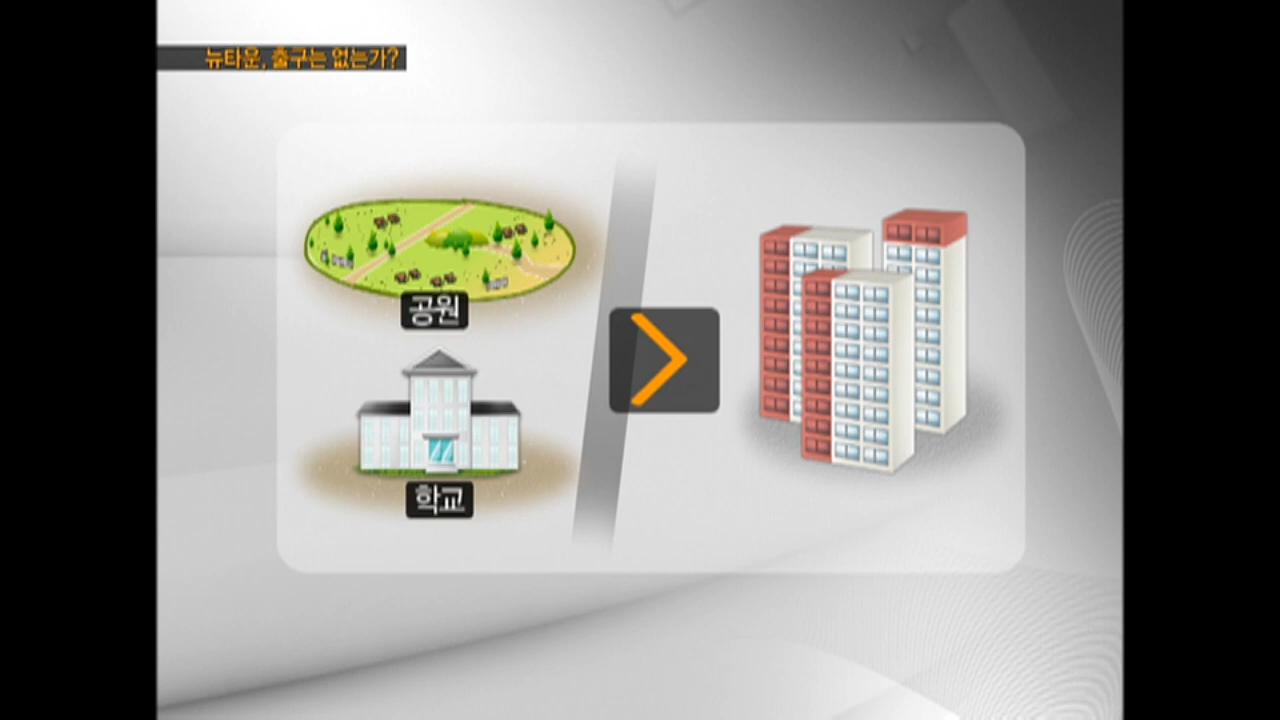 뉴타운, 출구는 없는가?
공원
학교